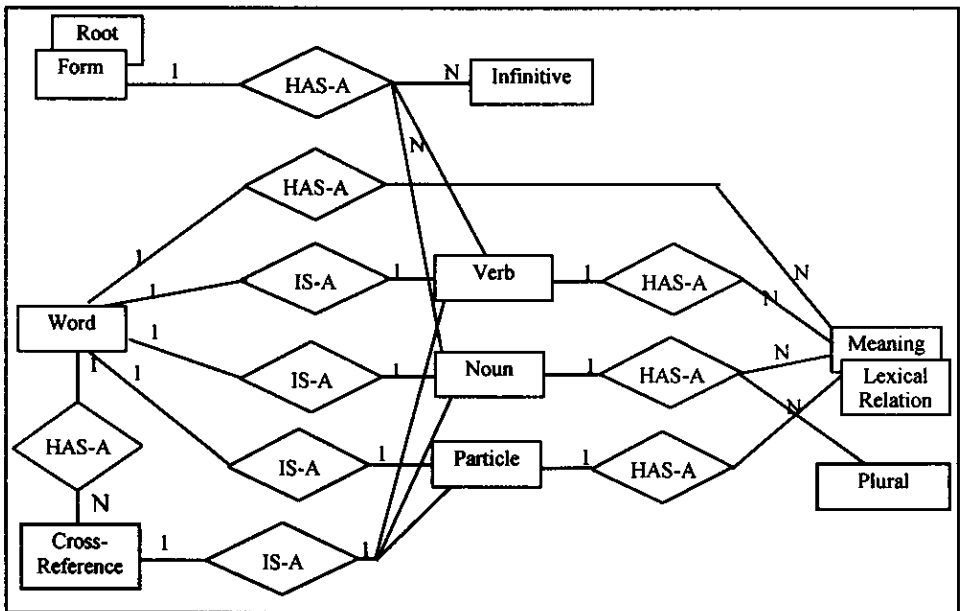 Root
Form
1
HAS-A
N
Infinitive
N
HAS-A
1
N
1
IS-A
1
Verb
1
HAS-A
N
Word
1
IS-A
1
Noun
1
HAS-A
N
Meaning
Lexical
Relation
1
1
HAS-A
IS-A
1
Particle
1
HAS-A
N
Plural
N
Cross-
Reference
1
IS-A
1